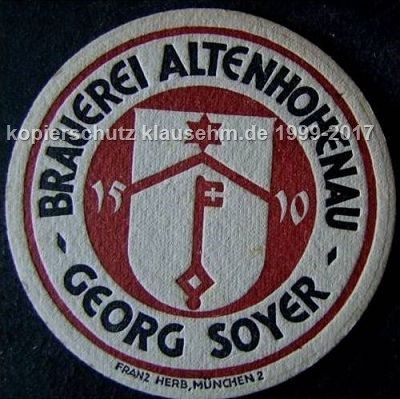 BRAUEREI ALTENHOHENAU
kopierschutz klausehm.de 1999-2017
15 10
- GEORG SOYER -
FRANZ HERB, MÜNCHEN 2